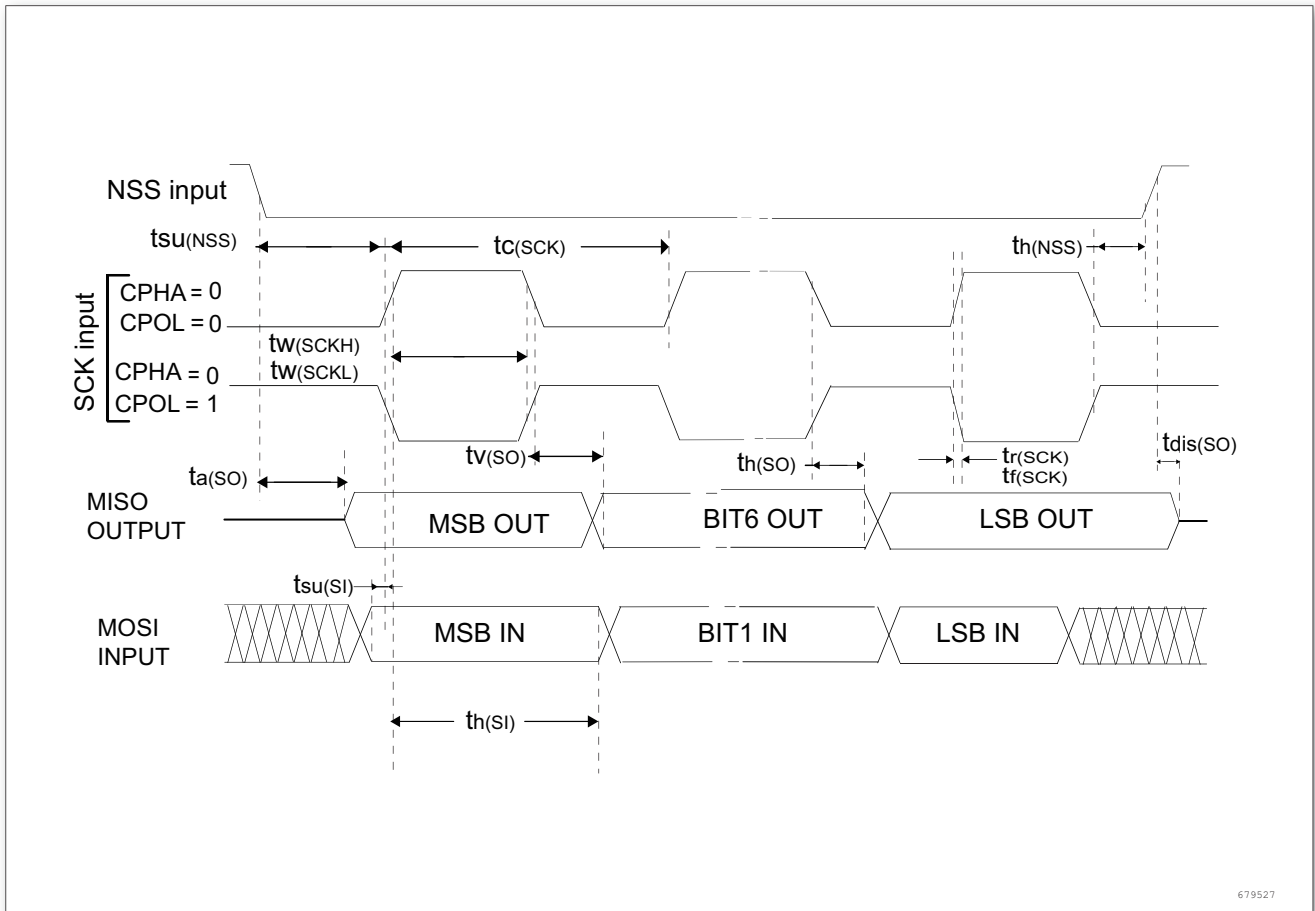 NSS input
tsu(NSS)
tc(SCK)
th(NSS)
SCK input
CPHA = 0
CPOL = 0
tw(SCKH)
tw(SCKL)
CPHA = 0
CPOL = 1
tv(SO)
th(SO)
tr(SCK)
tf(SCK)
tdis(SO)
ta(SO)
MISO
OUTPUT
MSB OUT
BIT6 OUT
LSB OUT
tsu(SI)
MOSI
INPUT
MSB IN
BIT1 IN
LSB IN
th(SI)
679527